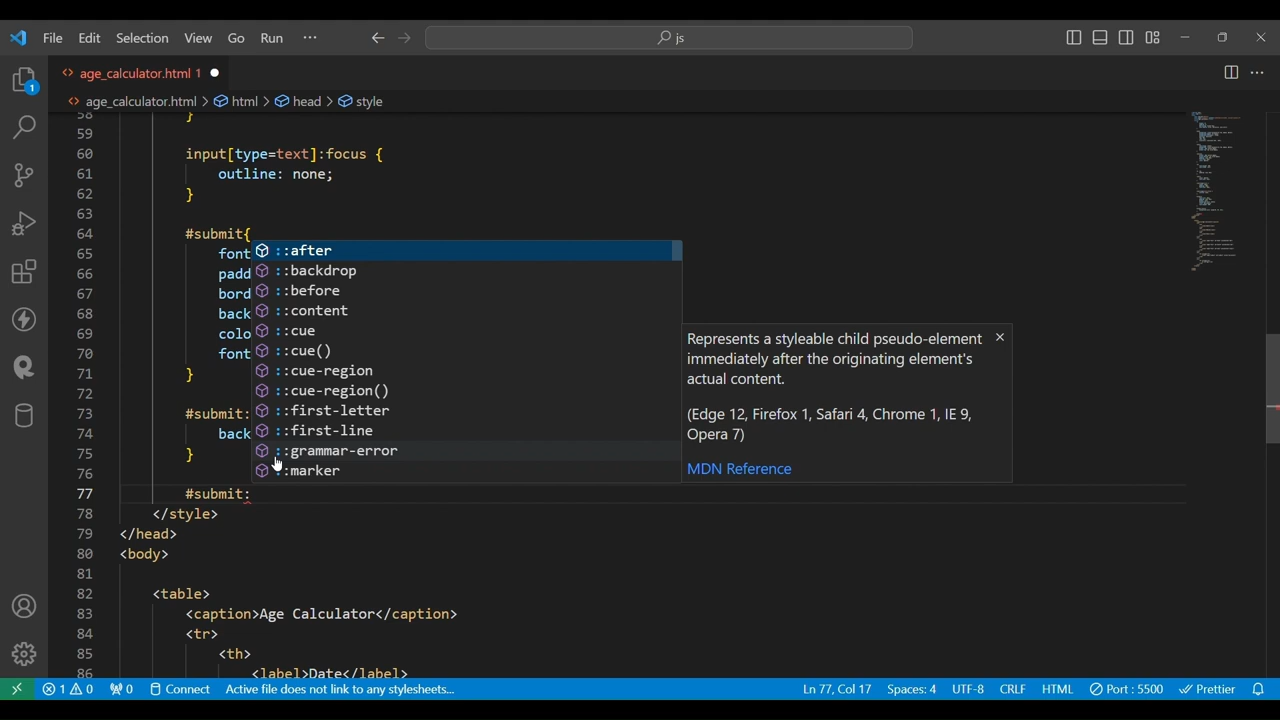 File Edit Selection View Go Run ···
js
age_calculator.html 1
age_calculator.html > html > head > style
1
58 }
59
60 input[type=text]:focus {
61 outline: none;
62 }
63
64 #submit{
65 font
66 padd
67 bord
68 back
69 colo
70 font
71 }
72
73 #submit:
74 back
75 }
76
77 #submit:
::after
::backdrop
::before
::content
::cue
::cue()
::cue-region
::cue-region()
::first-letter
::first-line
::grammar-error
::marker
Represents a styleable child pseudo-element
immediately after the originating element's
actual content.
(Edge 12, Firefox 1, Safari 4, Chrome 1, IE 9,
Opera 7)
MDN Reference
78 </style>
79 </head>
80 <body>
81
82 <table>
83 <caption>Age Calculator</caption>
84 <tr>
85 <th>
86 <label>Date</label>
1 0 0 Connect Active file does not link to any stylesheets... Ln 77, Col 17 Spaces: 4 UTF-8 CRLF HTML Port : 5500 Prettier